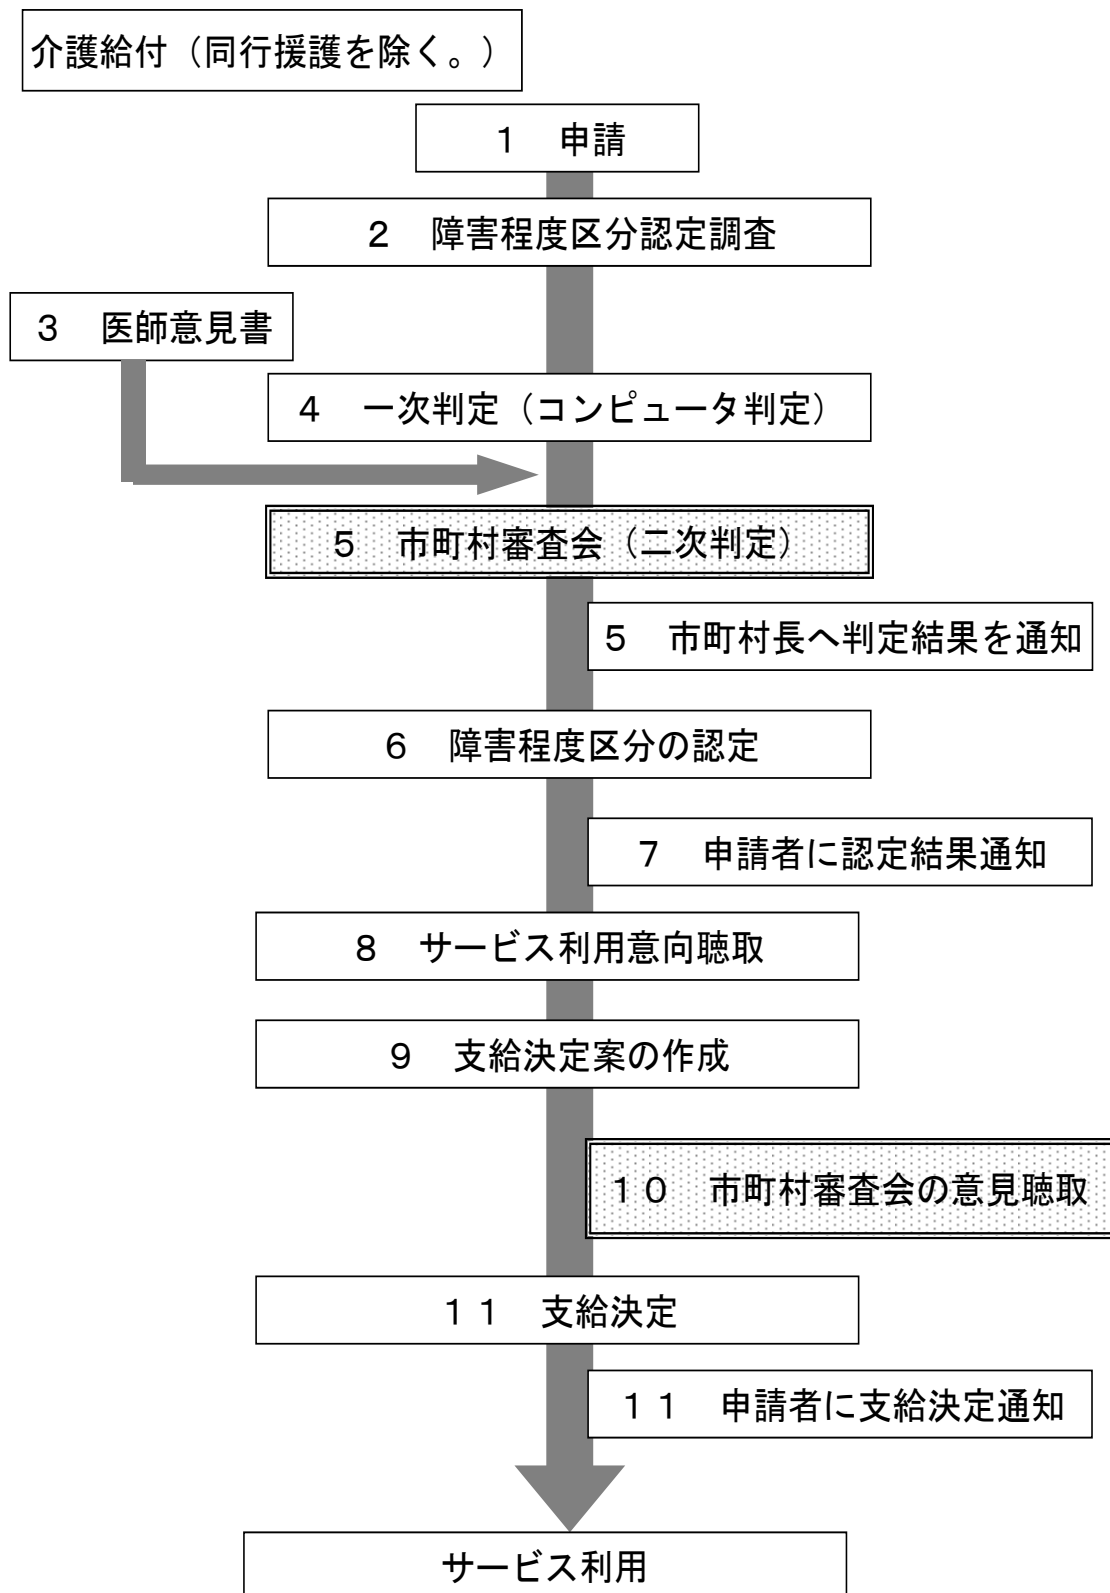 介護給付（同行援護を除く。）
１　申請
２　障害程度区分認定調査
３　医師意見書
４　一次判定（コンピュータ判定）
５　市町村審査会（二次判定）
５　市町村長へ判定結果を通知
６　障害程度区分の認定
７　申請者に認定結果通知
８　サービス利用意向聴取
９　支給決定案の作成
１０　市町村審査会の意見聴取
１１　支給決定
１１　申請者に支給決定通知
サービス利用